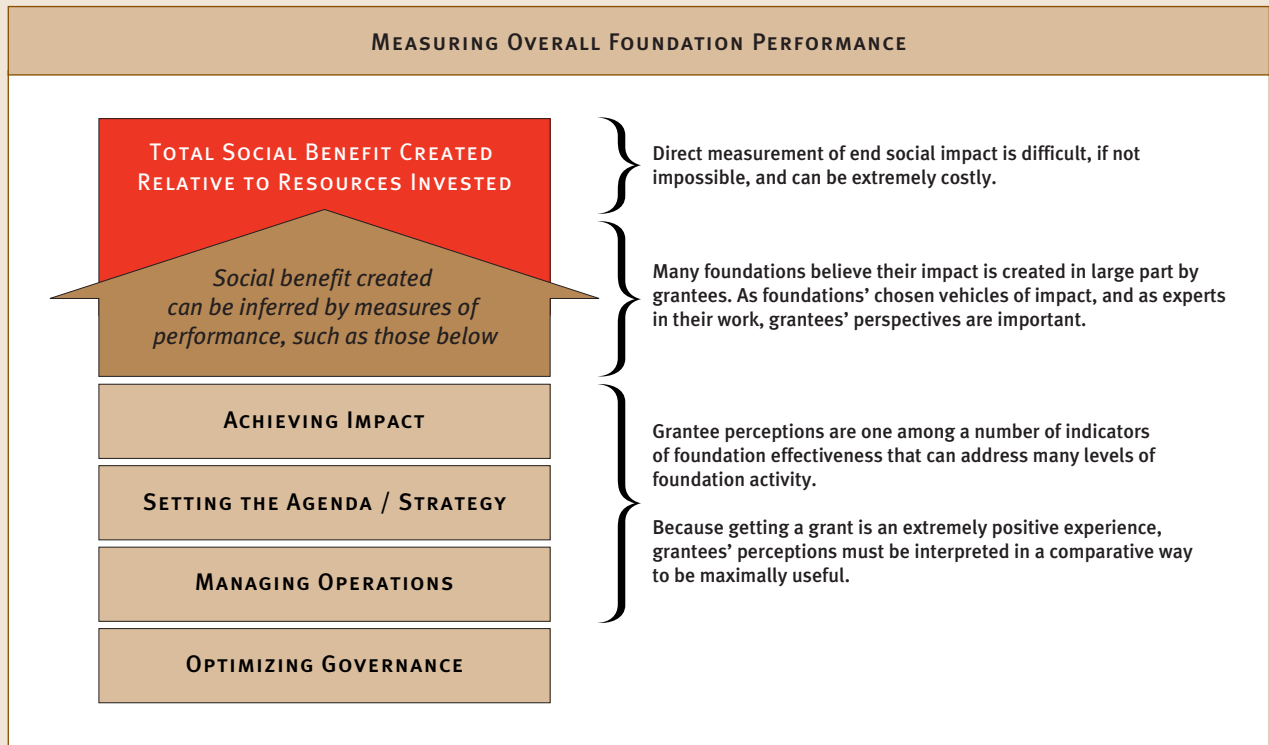 MEASURING OVERALL FOUNDATION PERFORMANCE
TOTAL SOCIAL BENEFIT CREATED
RELATIVE TO RESOURCES INVESTED
Direct measurement of end social impact is difficult, if not
impossible, and can be extremely costly.
Social benefit created
can be inferred by measures of
performance, such as those below
Many foundations believe their impact is created in large part by
grantees. As foundations’ chosen vehicles of impact, and as experts
in their work, grantees’ perspectives are important.
ACHIEVING IMPACT
SETTING THE AGENDA / STRATEGY
MANAGING OPERATIONS
OPTIMIZING GOVERNANCE
Grantee perceptions are one among a number of indicators
of foundation effectiveness that can address many levels of
foundation activity.
Because getting a grant is an extremely positive experience,
grantees’ perceptions must be interpreted in a comparative way
to be maximally useful.